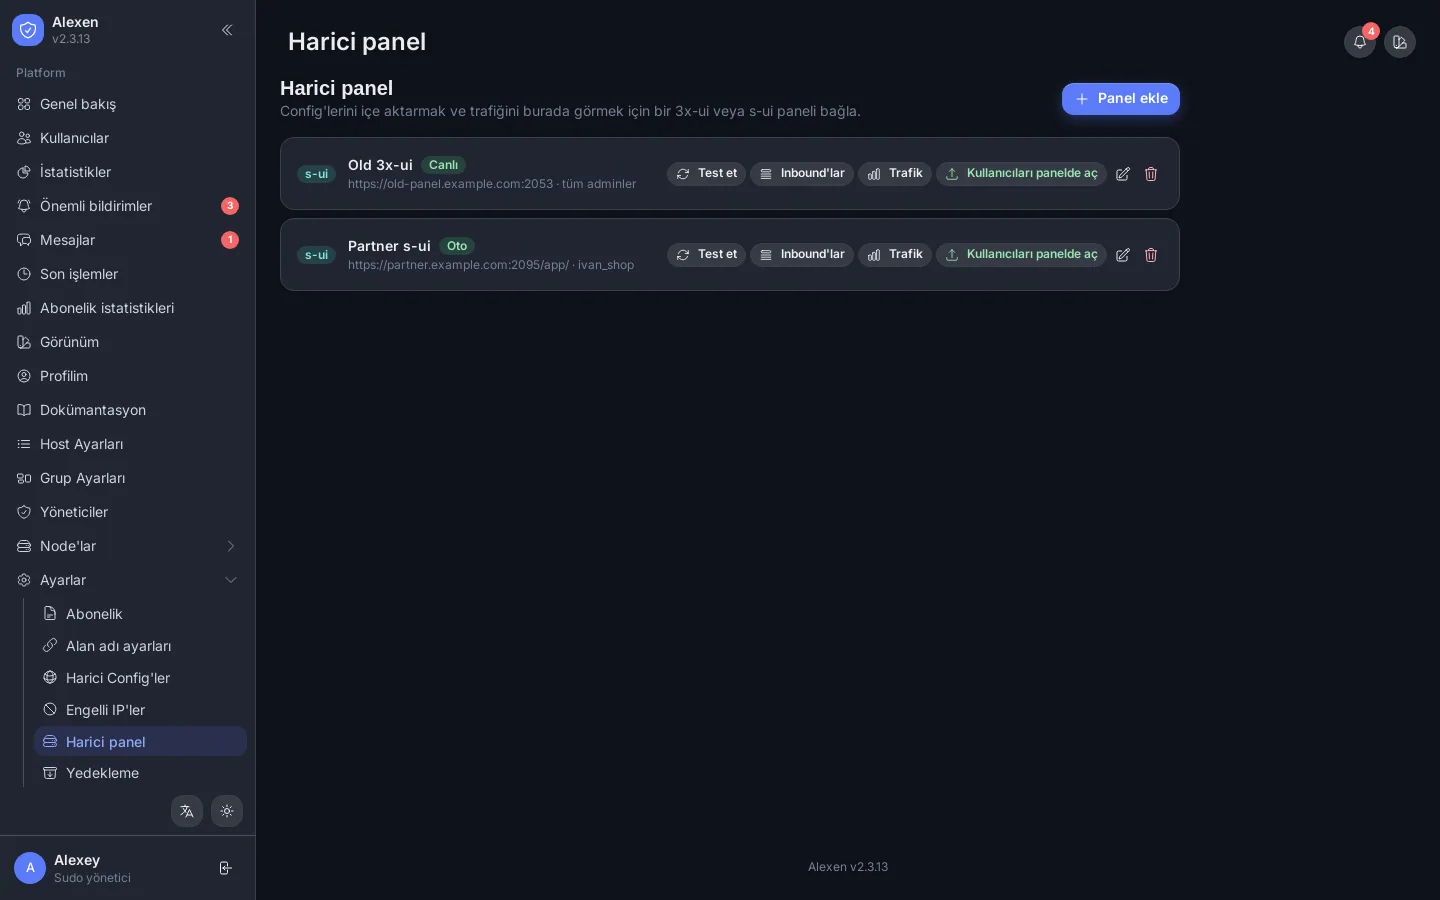 Alexen
v2.3.13
Platform
Genel bakış
Kullanıcılar
İstatistikler
Önemli bildirimler 3
Mesajlar 1
Son işlemler
Abonelik istatistikleri
Görünüm
Profilim
Dokümantasyon
Host Ayarları
Grup Ayarları
Yöneticiler
Node'lar
Ayarlar
Abonelik
Alan adı ayarları
Harici Config'ler
Engelli IP'ler
Harici panel
Yedekleme
A
Alexey
Sudo yönetici
Harici panel
4
Harici panel
Config'lerini içe aktarmak ve trafiğini burada görmek için bir 3x-ui veya s-ui paneli bağla.
Panel ekle
s-ui Old 3x-ui Canlı
https://old-panel.example.com:2053 · tüm adminler
Test et Inbound'lar Trafik Kullanıcıları panelde aç
s-ui Partner s-ui Oto
https://partner.example.com:2095/app/ · ivan_shop
Test et Inbound'lar Trafik Kullanıcıları panelde aç
Alexen v2.3.13